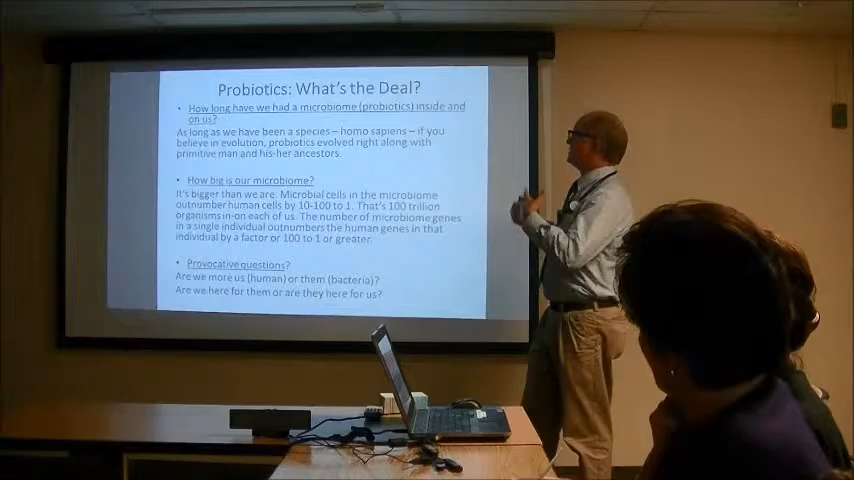 Probiotics: What's the Deal?
• How long have we had a microbiome (probiotics) inside and
on us?
As long as we have been a species – homo sapiens – if you
believe in evolution, probiotics evolved right along with
primitive man and his-her ancestors.
• How big is our microbiome?
It's bigger than we are. Microbial cells in the microbiome
outnumber human cells by 10-100 to 1. That's 100 trillion
organisms in-on each of us. The number of microbiome genes
in a single individual outnumbers the human genes in that
individual by a factor or 100 to 1 or greater.
• Provocative questions?
Are we more us (human) or them (bacteria)?
Are we here for them or are they here for us?